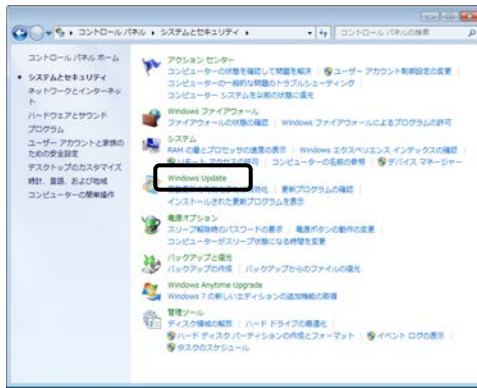 コントロール パネル ▸ システムとセキュリティ ▸
コントロール パネルの検索
コントロール パネル ホーム
システムとセキュリティ
ネットワークとインターネッ
ト
ハードウェアとサウンド
プログラム
ユーザー アカウントと家族の
ための安全設定
デスクトップのカスタマイズ
時計、言語、および地域
コンピューターの簡単操作
アクション センター
コンピューターの状態を確認して問題を解決 | ユーザー アカウント制御設定の変更 |
コンピューターの一般的な問題のトラブルシューティング |
コンピューター システムを以前の状態に復元
Windows ファイアウォール
ファイアウォールの状態の確認 | Windows ファイアウォールによるプログラムの許可
システム
RAM の量とプロセッサの速度の表示 | Windows エクスペリエンス インデックスの確認 |
リモート アクセスの許可 | コンピューターの名前の参照 | デバイス マネージャー
Windows Update
更新プログラムの確認 |
インストールされた更新プログラムを表示
電源オプション
スリープ解除時のパスワードの要求 | 電源ボタンの動作の変更 |
コンピューターがスリープ状態になる時間を変更
バックアップと復元
バックアップの作成 | バックアップからのファイルの復元
Windows Anytime Upgrade
Windows 7 の新しいエディションの追加機能の取得
管理ツール
ディスク領域の解放 | ハード ドライブの最適化 |
ハード ディスク パーティションの作成とフォーマット | イベント ログの表示 |
タスクのスケジュール